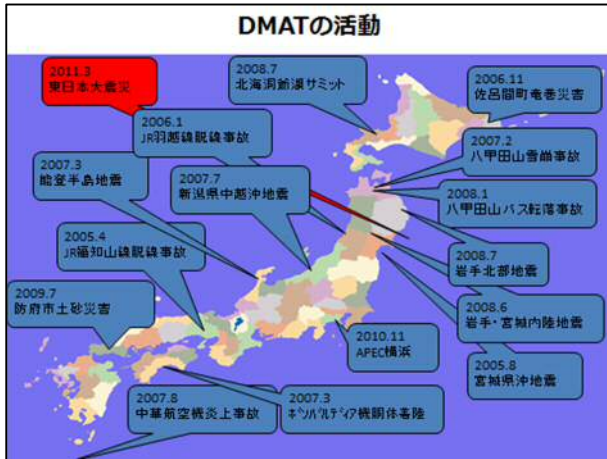 DMATの活動
2011.3
東日本大震災
2008.7
北海洞爺湖サミット
2006.11
佐呂間町竜巻災害
2006.1
JR羽越線脱線事故
2007.2
八甲田山雪崩事故
2007.3
能登半島地震
2007.7
新潟県中越沖地震
2008.1
八甲田山バス転落事故
2005.4
JR福知山線脱線事故
2008.7
岩手北部地震
2009.7
防府市土砂災害
2008.6
岩手・宮城内陸地震
2010.11
APEC横浜
2005.8
宮城県沖地震
2007.8
中華航空機炎上事故
2007.3
ボンバルディア機胴体着陸